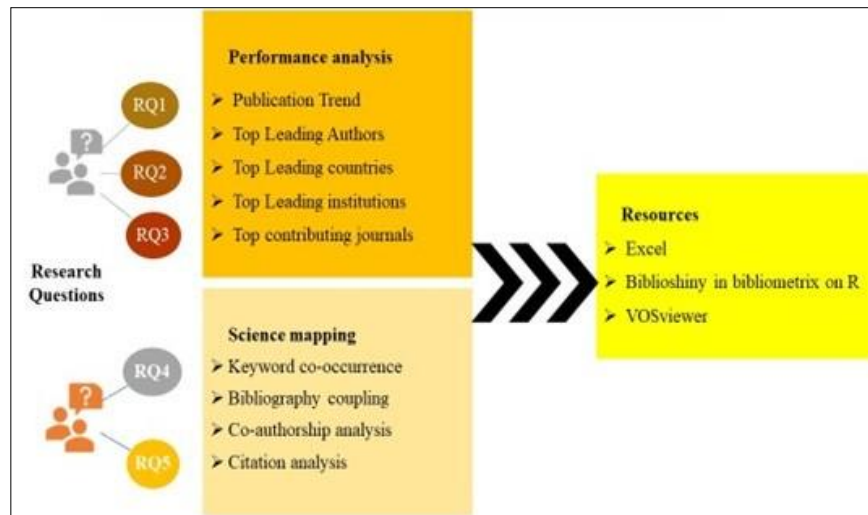 Performance analysis
➤ Publication Trend
➤ Top Leading Authors
➤ Top Leading countries
➤ Top Leading institutions
➤ Top contributing journals
RQ1
?
RQ2
RQ3
Research
Questions
Science mapping
➤ Keyword co-occurrence
➤ Bibliography coupling
➤ Co-authorship analysis
➤ Citation analysis
RQ4
?
RQ5
Resources
➤ Excel
➤ Biblioshiny in bibliometrix on R
➤ VOSviewer